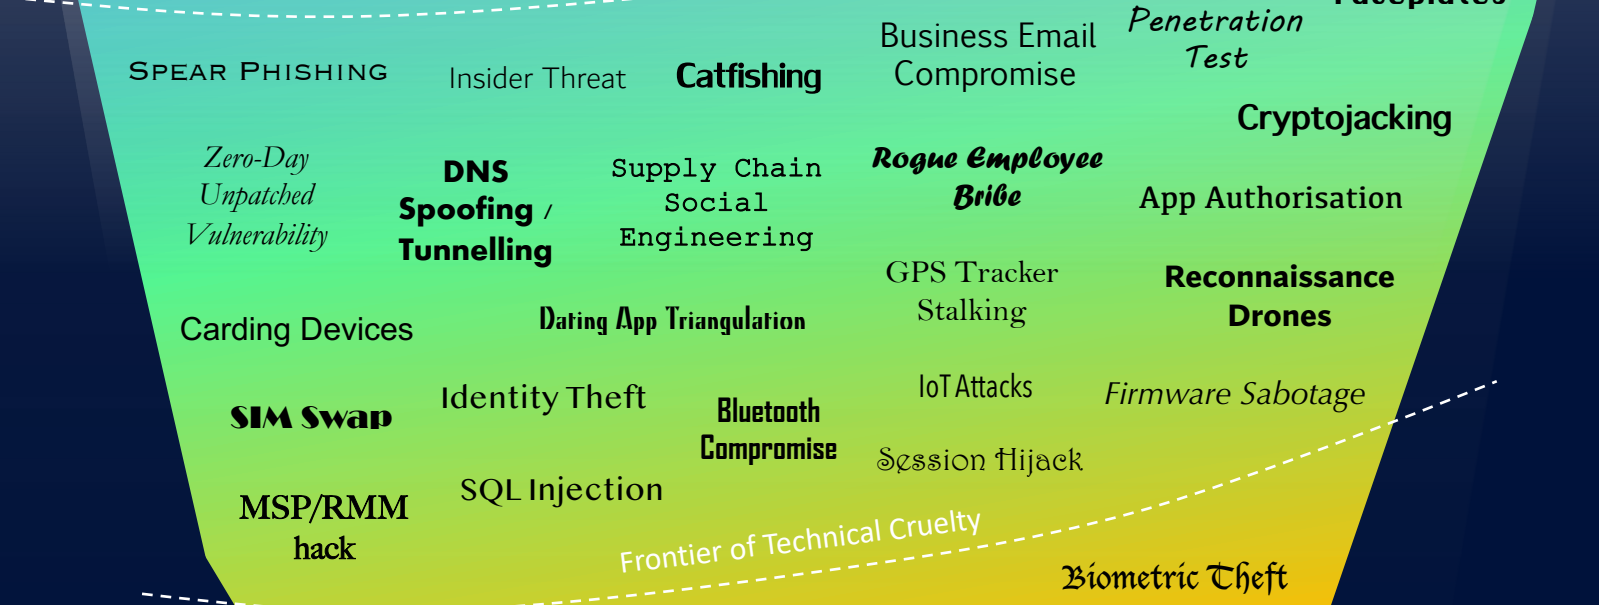 Penetration
Test
Business Email
Compromise
Spear Phishing
Insider Threat
Catfishing
Cryptojacking
Zero-Day
Unpatched
Vulnerability
DNS
Spoofing /
Tunnelling
Supply Chain
Social
Engineering
Rogue Employee
Bribe
App Authorisation
GPS Tracker
Stalking
Reconnaissance
Drones
Carding Devices
Dating App Triangulation
Identity Theft
IoT Attacks
Firmware Sabotage
SIM Swap
Bluetooth
Compromise
Session Hijack
SQL Injection
MSP/RMM
hack
Frontier of Technical Cruelty
Biometric Theft